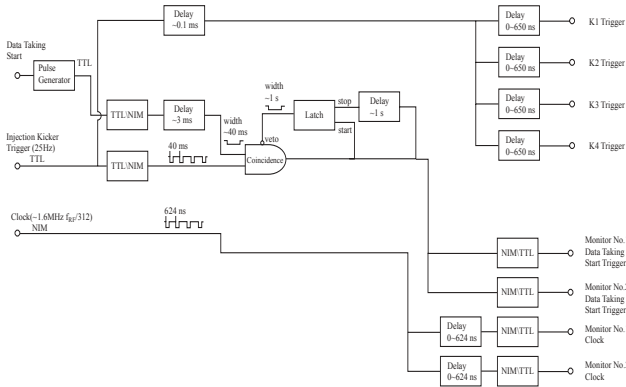 Delay
~0.1 ms
Delay
0~650 ns
K1 Trigger
Data Taking
Start
TTL
Pulse
Generator
Delay
0~650 ns
K2 Trigger
width
~1 s
stop
Delay
~1 s
Latch
start
Delay
0~650 ns
K3 Trigger
TTL\NIM
Delay
~3 ms
width
~40 ms
veto
Delay
0~650 ns
K4 Trigger
Injection Kicker
Trigger (25Hz)
TTL
TTL\NIM
40 ms
Coincidence
Clock(~1.6MHz fRF/312)
NIM
624 ns
NIM\TTL
Monitor No.
Data Taking
Start Trigger
NIM\TTL
Monitor No.
Data Taking
Start Trigger
Delay
0~624 ns
NIM\TTL
Monitor No.
Clock
Delay
0~624 ns
NIM\TTL
Monitor No.
Clock